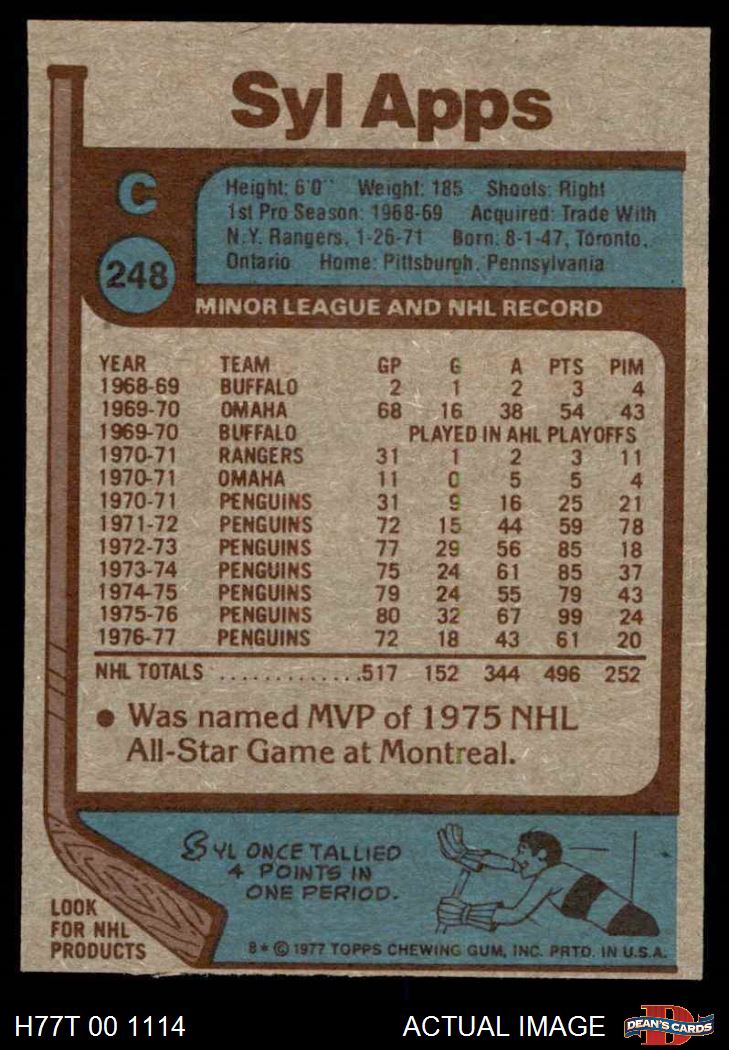 Syl Apps
C
248
Height: 6'0" Weight: 185 Shoots: Right
1st Pro Season: 1968-69 Acquired: Trade With
N.Y. Rangers, 1-26-71 Born: 8-1-47, Toronto,
Ontario Home: Pittsburgh, Pennsylvania
MINOR LEAGUE AND NHL RECORD
YEAR TEAM GP G A PTS PIM
1968-69 BUFFALO 2 1 2 3 4
1969-70 OMAHA 68 16 38 54 43
1969-70 BUFFALO PLAYED IN AHL PLAYOFFS
1970-71 RANGERS 31 1 2 3 11
1970-71 OMAHA 11 0 5 5 4
1970-71 PENGUINS 31 9 16 25 21
1971-72 PENGUINS 72 15 44 59 78
1972-73 PENGUINS 77 29 56 85 18
1973-74 PENGUINS 75 24 61 85 37
1974-75 PENGUINS 79 24 55 79 43
1975-76 PENGUINS 80 32 67 99 24
1976-77 PENGUINS 72 18 43 61 20
NHL TOTALS .............517 152 344 496 252
• Was named MVP of 1975 NHL
All-Star Game at Montreal.
SYL ONCE TALLIED
4 POINTS IN
ONE PERIOD.
LOOK
FOR NHL
PRODUCTS
8* © 1977 TOPPS CHEWING GUM, INC. PRTD. IN U.S.A.
H77T 00 1114 ACTUAL IMAGE
D
DEAN'S CARDS